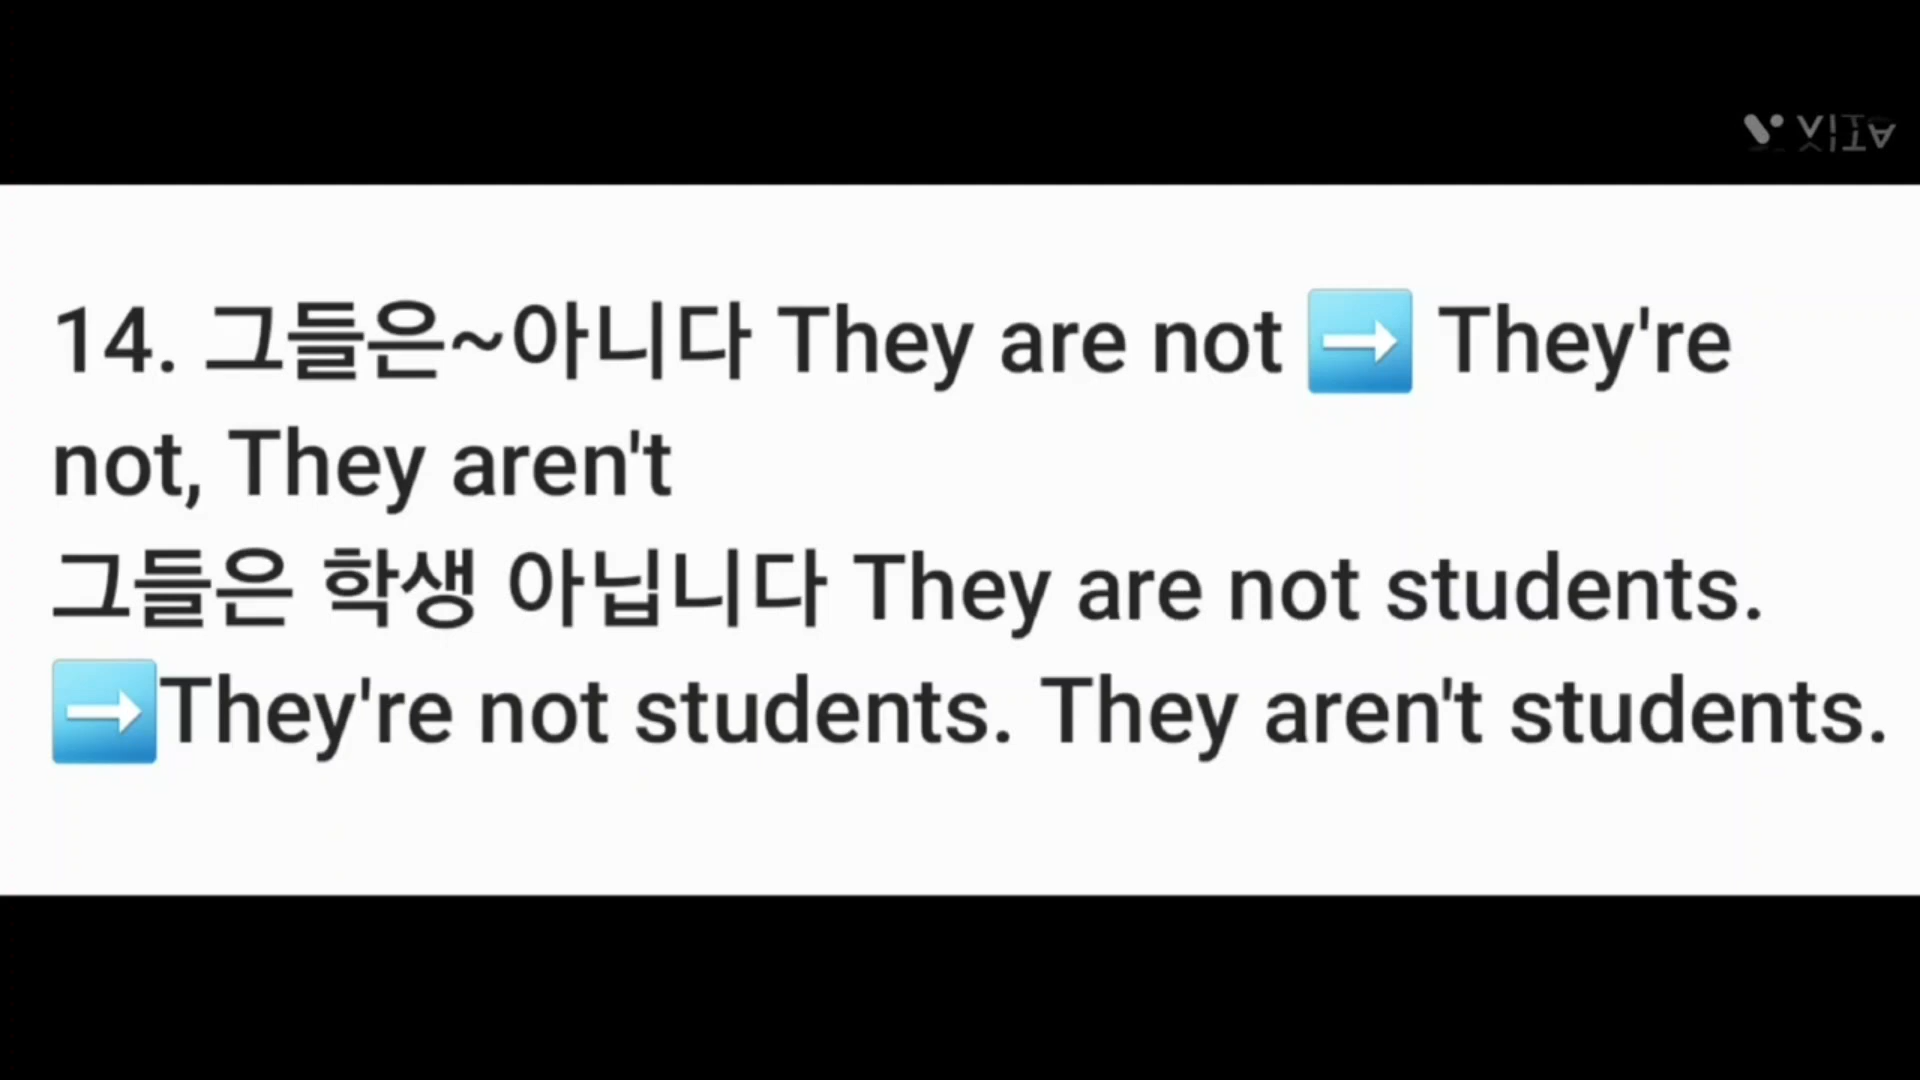 VITA
14. 그들은~아니다 They are not ➡️ They're
not, They aren't
그들은 학생 아닙니다 They are not students.
➡️They're not students. They aren't students.